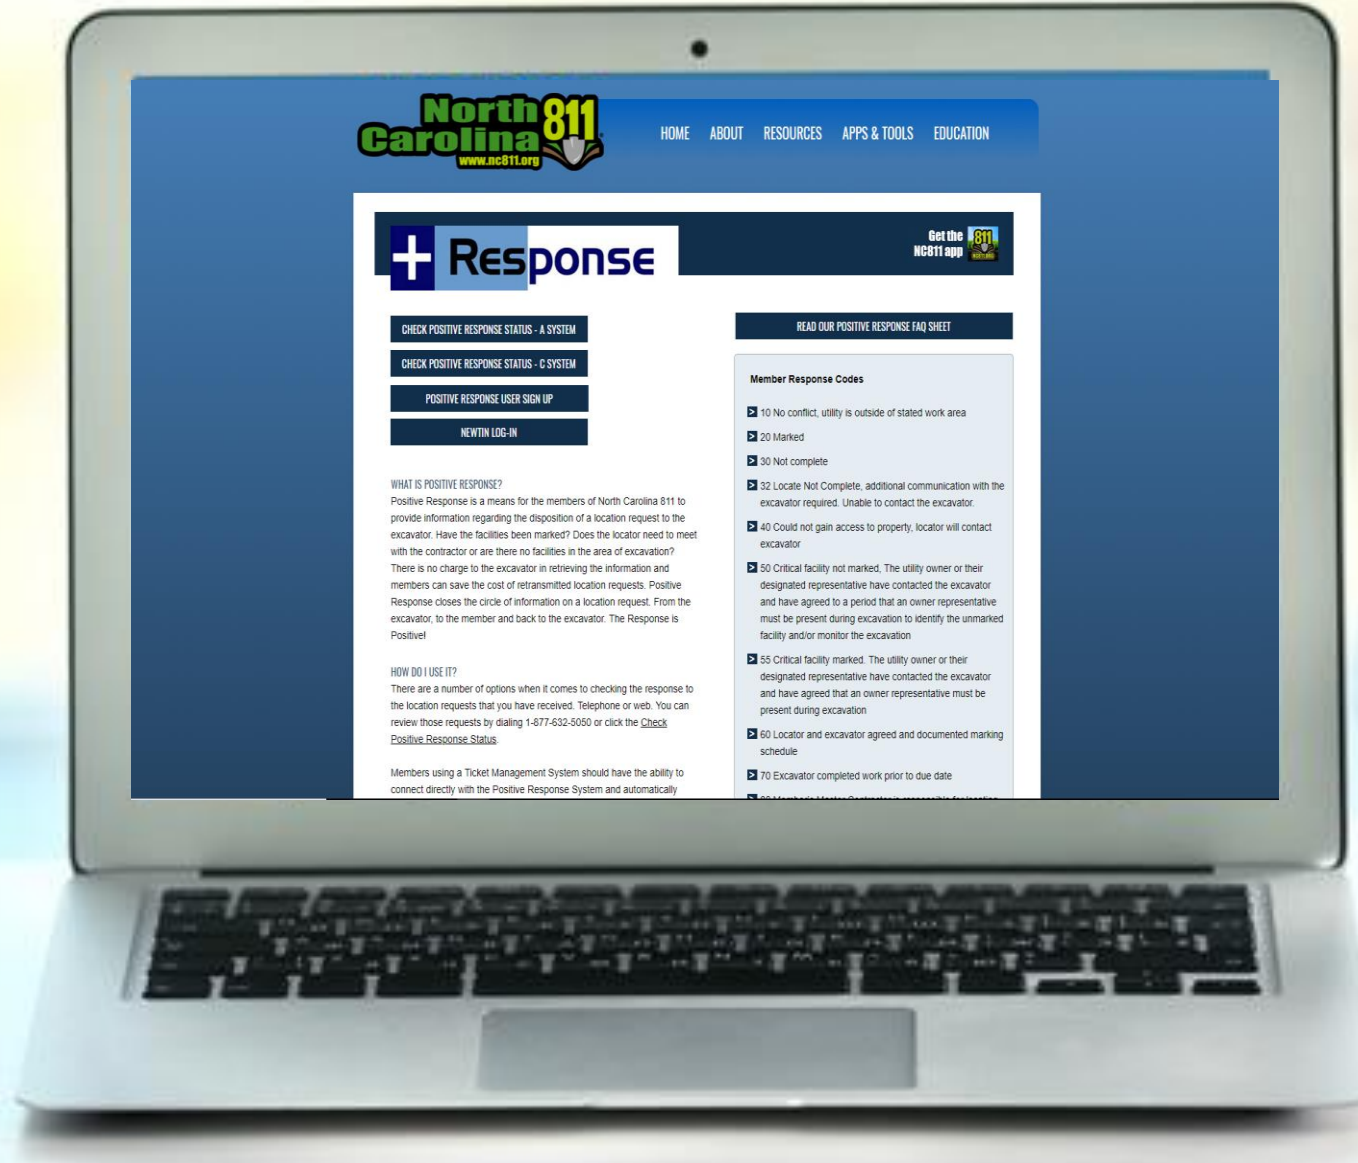 North
Carolina 811
www.nc811.org
HOME ABOUT RESOURCES APPS & TOOLS EDUCATION
+ Response
Get the
NC811 app
811
CHECK POSITIVE RESPONSE STATUS - A SYSTEM
CHECK POSITIVE RESPONSE STATUS - C SYSTEM
POSITIVE RESPONSE USER SIGN UP
NEWTIN LOG-IN
WHAT IS POSITIVE RESPONSE?
Positive Response is a means for the members of North Carolina 811 to
provide information regarding the disposition of a location request to the
excavator. Have the facilities been marked? Does the locator need to meet
with the contractor or are there no facilities in the area of excavation?
There is no charge to the excavator in retrieving the information and
members can save the cost of retransmitted location requests. Positive
Response closes the circle of information on a location request. From the
excavator, to the member and back to the excavator. The Response is
Positive!
HOW DO I USE IT?
There are a number of options when it comes to checking the response to
the location requests that you have received. Telephone or web. You can
review those requests by dialing 1-877-632-5050 or click the Check
Positive Response Status.
Members using a Ticket Management System should have the ability to
connect directly with the Positive Response System and automatically
READ OUR POSITIVE RESPONSE FAQ SHEET
Member Response Codes
10 No conflict, utility is outside of stated work area
20 Marked
30 Not complete
32 Locate Not Complete, additional communication with the
excavator required. Unable to contact the excavator.
40 Could not gain access to property, locator will contact
excavator
50 Critical facility not marked, The utility owner or their
designated representative have contacted the excavator
and have agreed to a period that an owner representative
must be present during excavation to identify the unmarked
facility and/or monitor the excavation
55 Critical facility marked. The utility owner or their
designated representative have contacted the excavator
and have agreed that an owner representative must be
present during excavation
60 Locator and excavator agreed and documented marking
schedule
70 Excavator completed work prior to due date